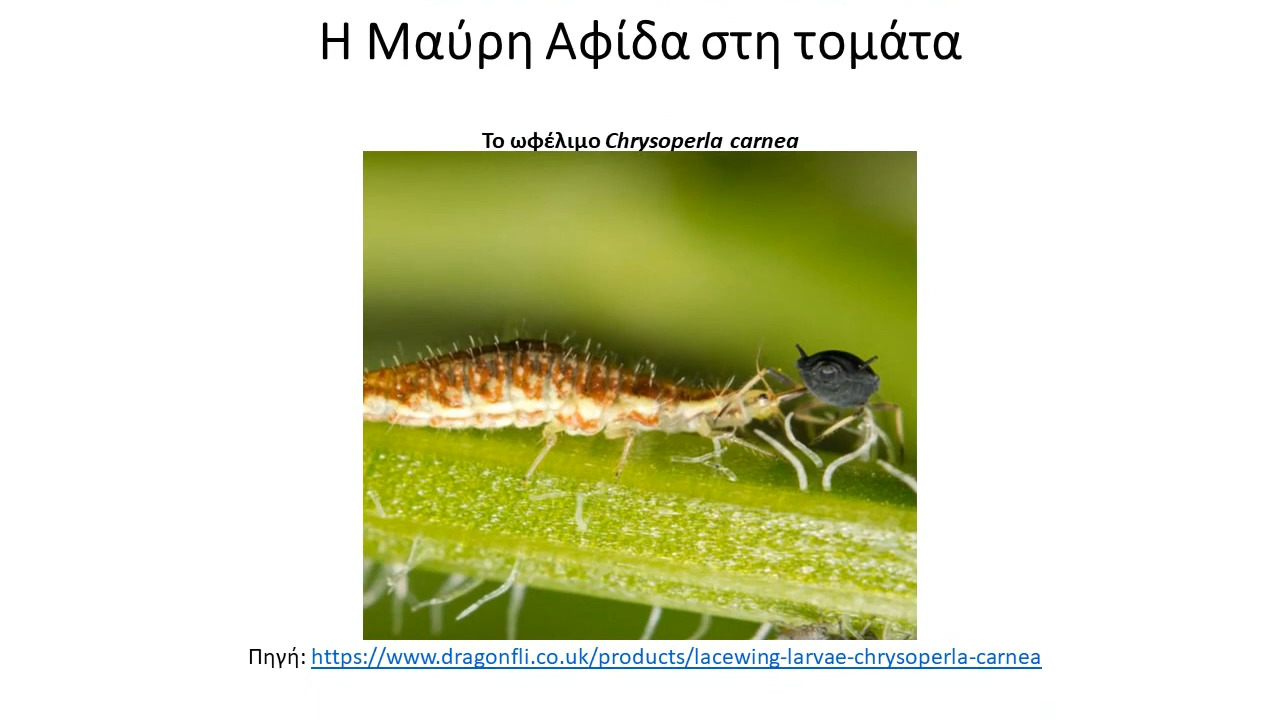 Η Μαύρη Αφίδα στη τομάτα
Το ωφέλιμο Chrysoperla carnea
Πηγή: https://www.dragonfli.co.uk/products/lacewing-larvae-chrysoperla-carnea